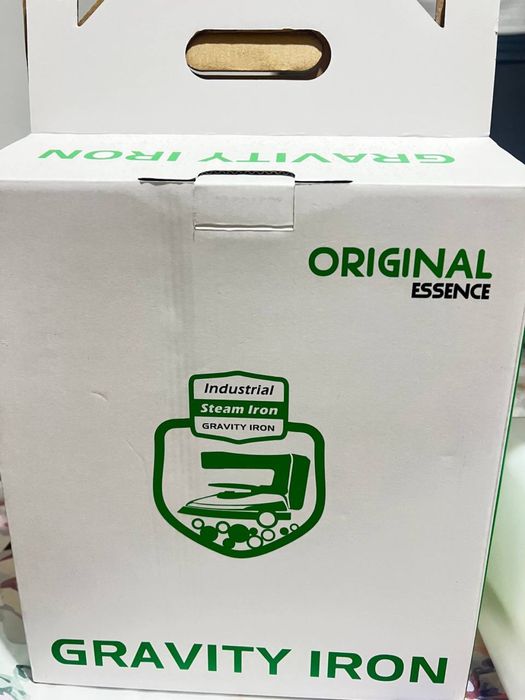 GRAVITY IRON
ORIGINAL
ESSENCE
Industrial
Steam Iron
GRAVITY IRON
GRAVITY IRON